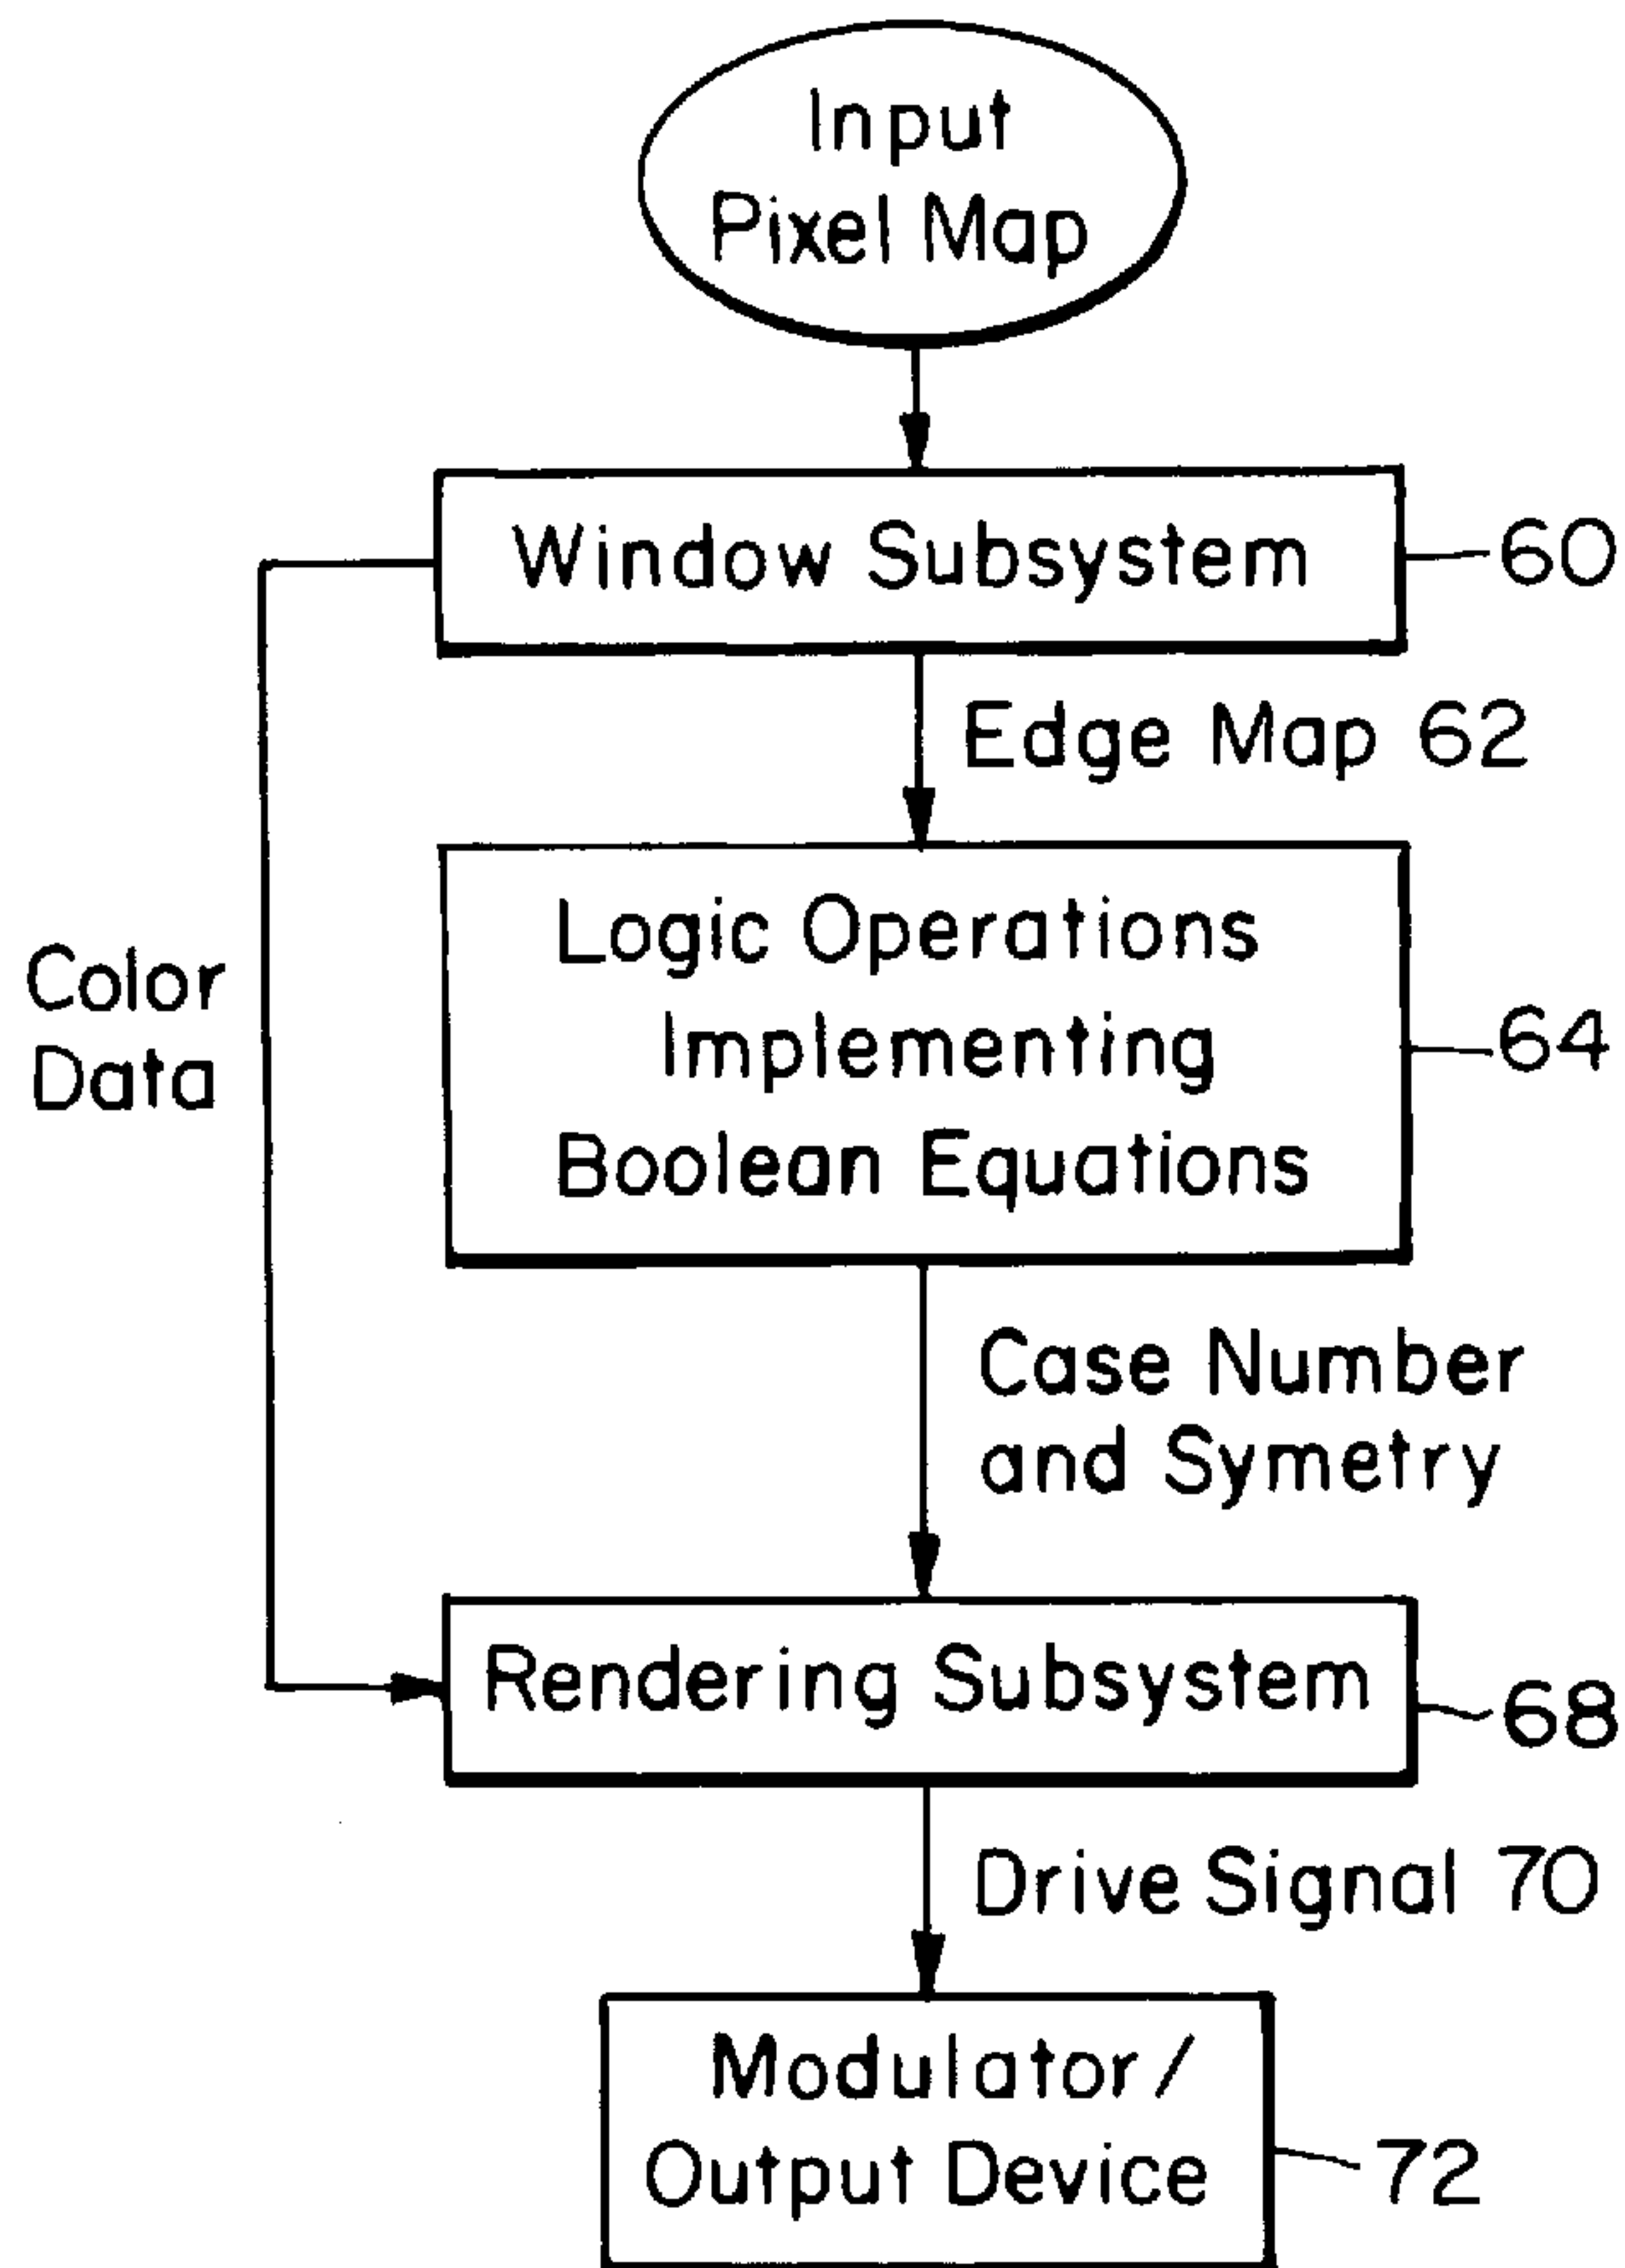 Input
Pixel Map
Window Subsystem
60
Edge Map 62
Logic Operations
Implementing
Boolean Equations
64
Color
Data
Case Number
and Symetry
Rendering Subsystem
68
Drive Signal 70
Modulator/
Output Device
72